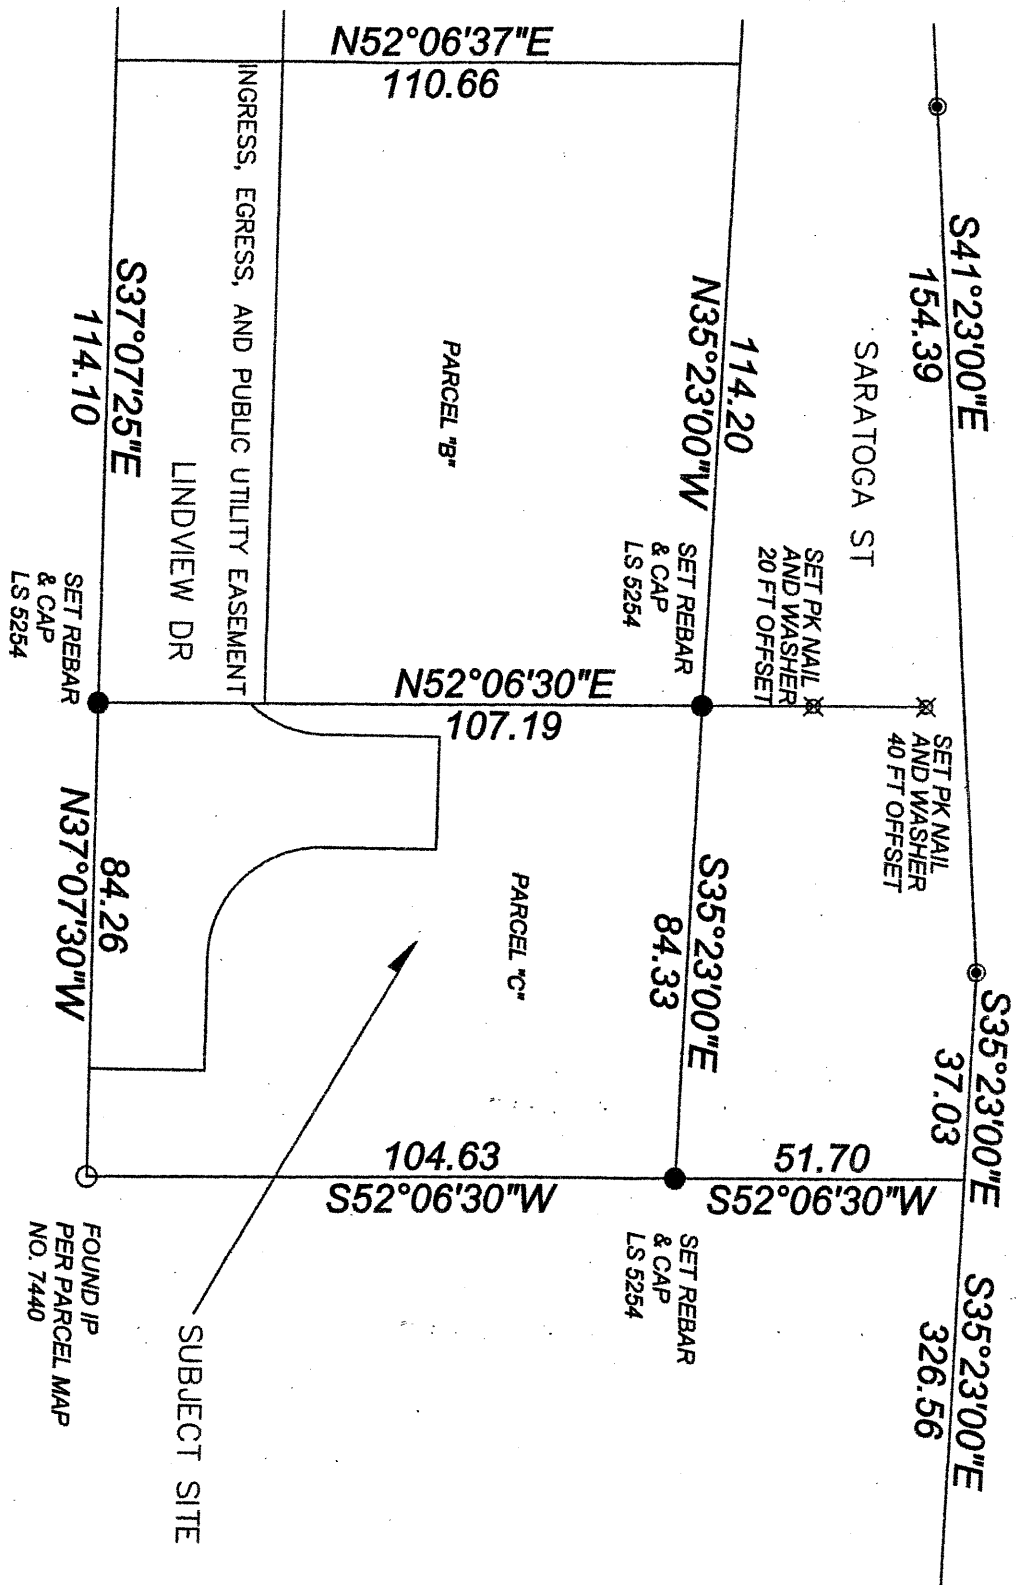 N52°06'37"E
110.66
S41°23'00"E
154.39
SARATOGA ST
114.20
N35°23'00"W
PARCEL "B"
INGRESS, EGRESS, AND PUBLIC UTILITY EASEMENT
LINDVIEW DR
S37°07'25"E
114.10
SET REBAR
& CAP
LS 5254
SET REBAR
& CAP
LS 5254
SET PK NAIL
AND WASHER
20 FT OFFSET
SET PK NAIL
AND WASHER
40 FT OFFSET
N52°06'30"E
107.19
S35°23'00"E
84.33
PARCEL "C"
84.26
N37°07'30"W
S35°23'00"E
37.03
104.63
S52°06'30"W
51.70
S52°06'30"W
SET REBAR
& CAP
LS 5254
FOUND IP
PER PARCEL MAP
NO. 7440
SUBJECT SITE
S35°23'00"E
326.56